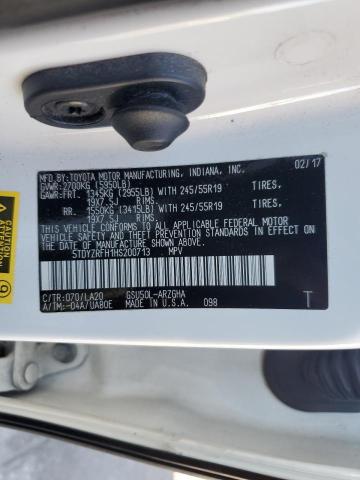 MFD.BY:TOYOTA MOTOR MANUFACTURING, INDIANA, INC. 02/17
GVWR:2700KG (5950LB)
GAWR:FRT. 1345KG (2955LB) WITH 245/55R19 TIRES,
19X7.5J RIMS.
RR. 1550KG (3415LB) WITH 245/55R19 TIRES,
19X7.5J RIMS.
THIS VEHICLE CONFORMS TO ALL APPLICABLE FEDERAL MOTOR
VEHICLE SAFETY AND THEFT PREVENTION STANDARDS IN EFFECT
ON THE DATE OF MANUFACTURE SHOWN ABOVE.
5TDYZRFH1HS200713 MPV
C/TR:070/LA20 GSU50L-ARZGHA
A/TM:-04A/UA80E MADE IN U.S.A. 098 T
CAUTION